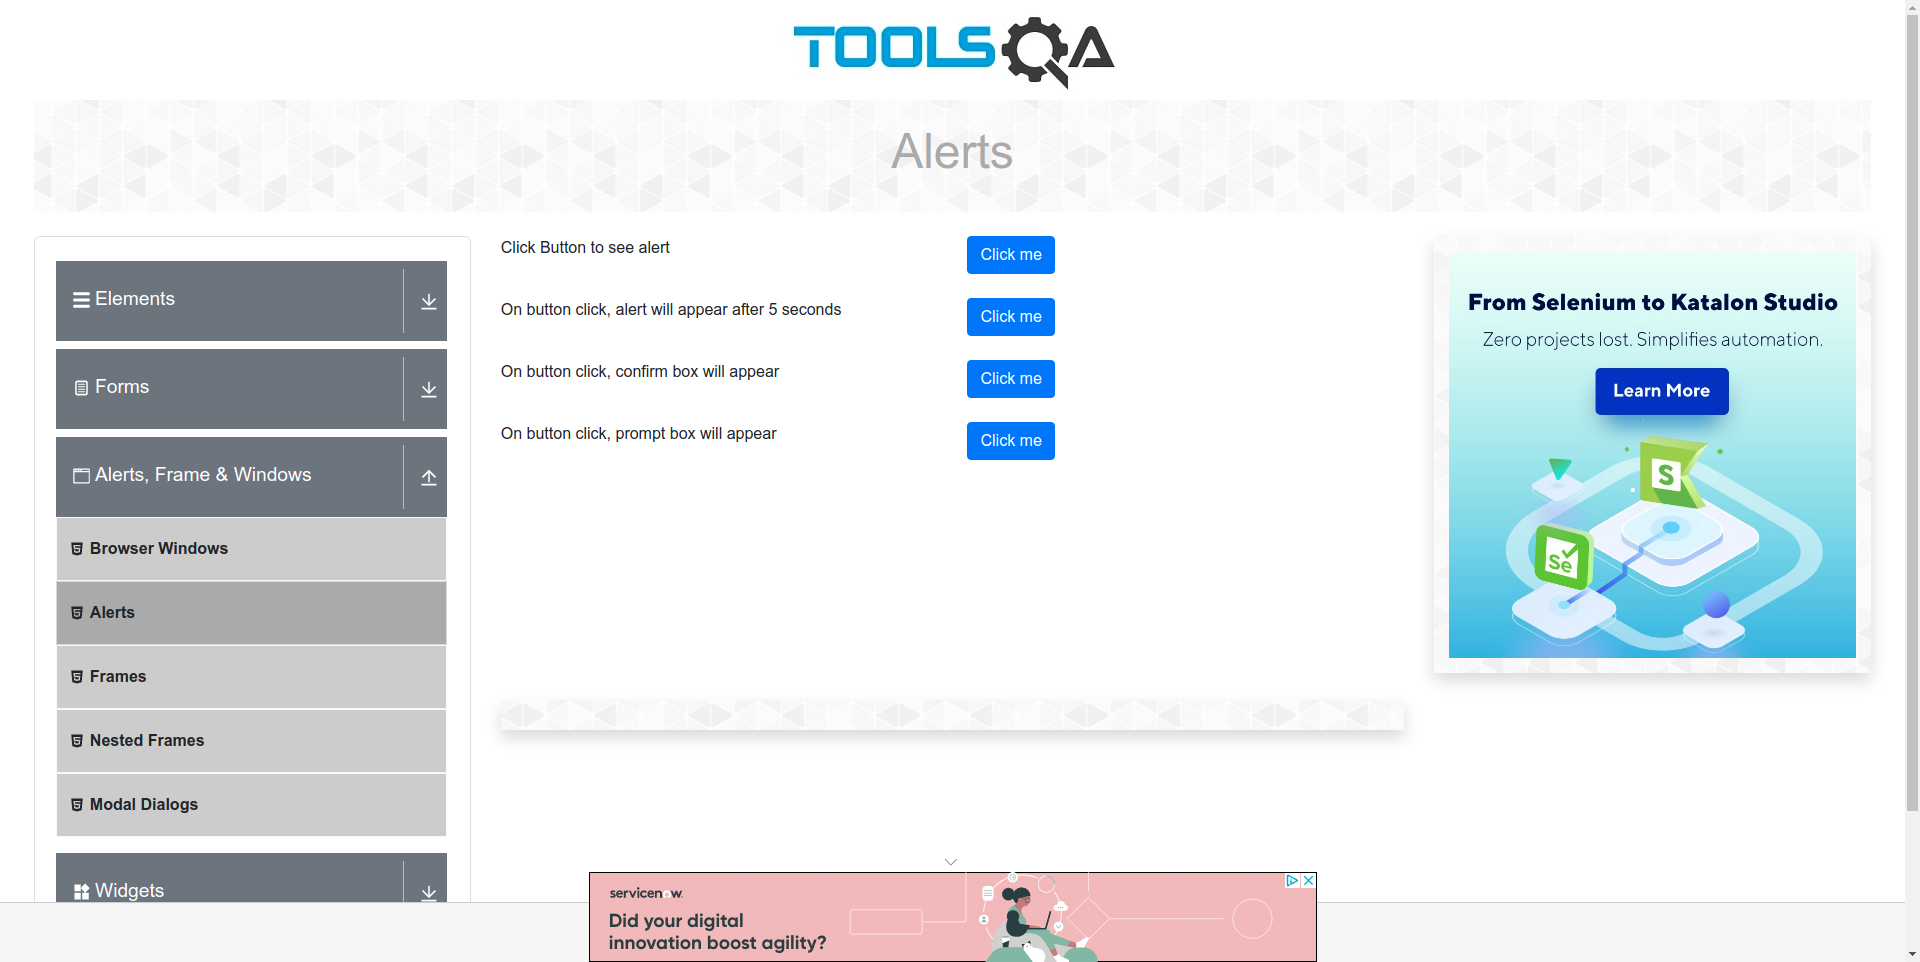 TOOLSQA
Alerts
Elements
Forms
Alerts, Frame & Windows
Browser Windows
Alerts
Frames
Nested Frames
Modal Dialogs
Widgets
Click Button to see alert
Click me
On button click, alert will appear after 5 seconds
Click me
On button click, confirm box will appear
Click me
On button click, prompt box will appear
Click me
From Selenium to Katalon Studio
Zero projects lost. Simplifies automation.
Learn More
S
Se
servicenow.
Did your digital
innovation boost agility?